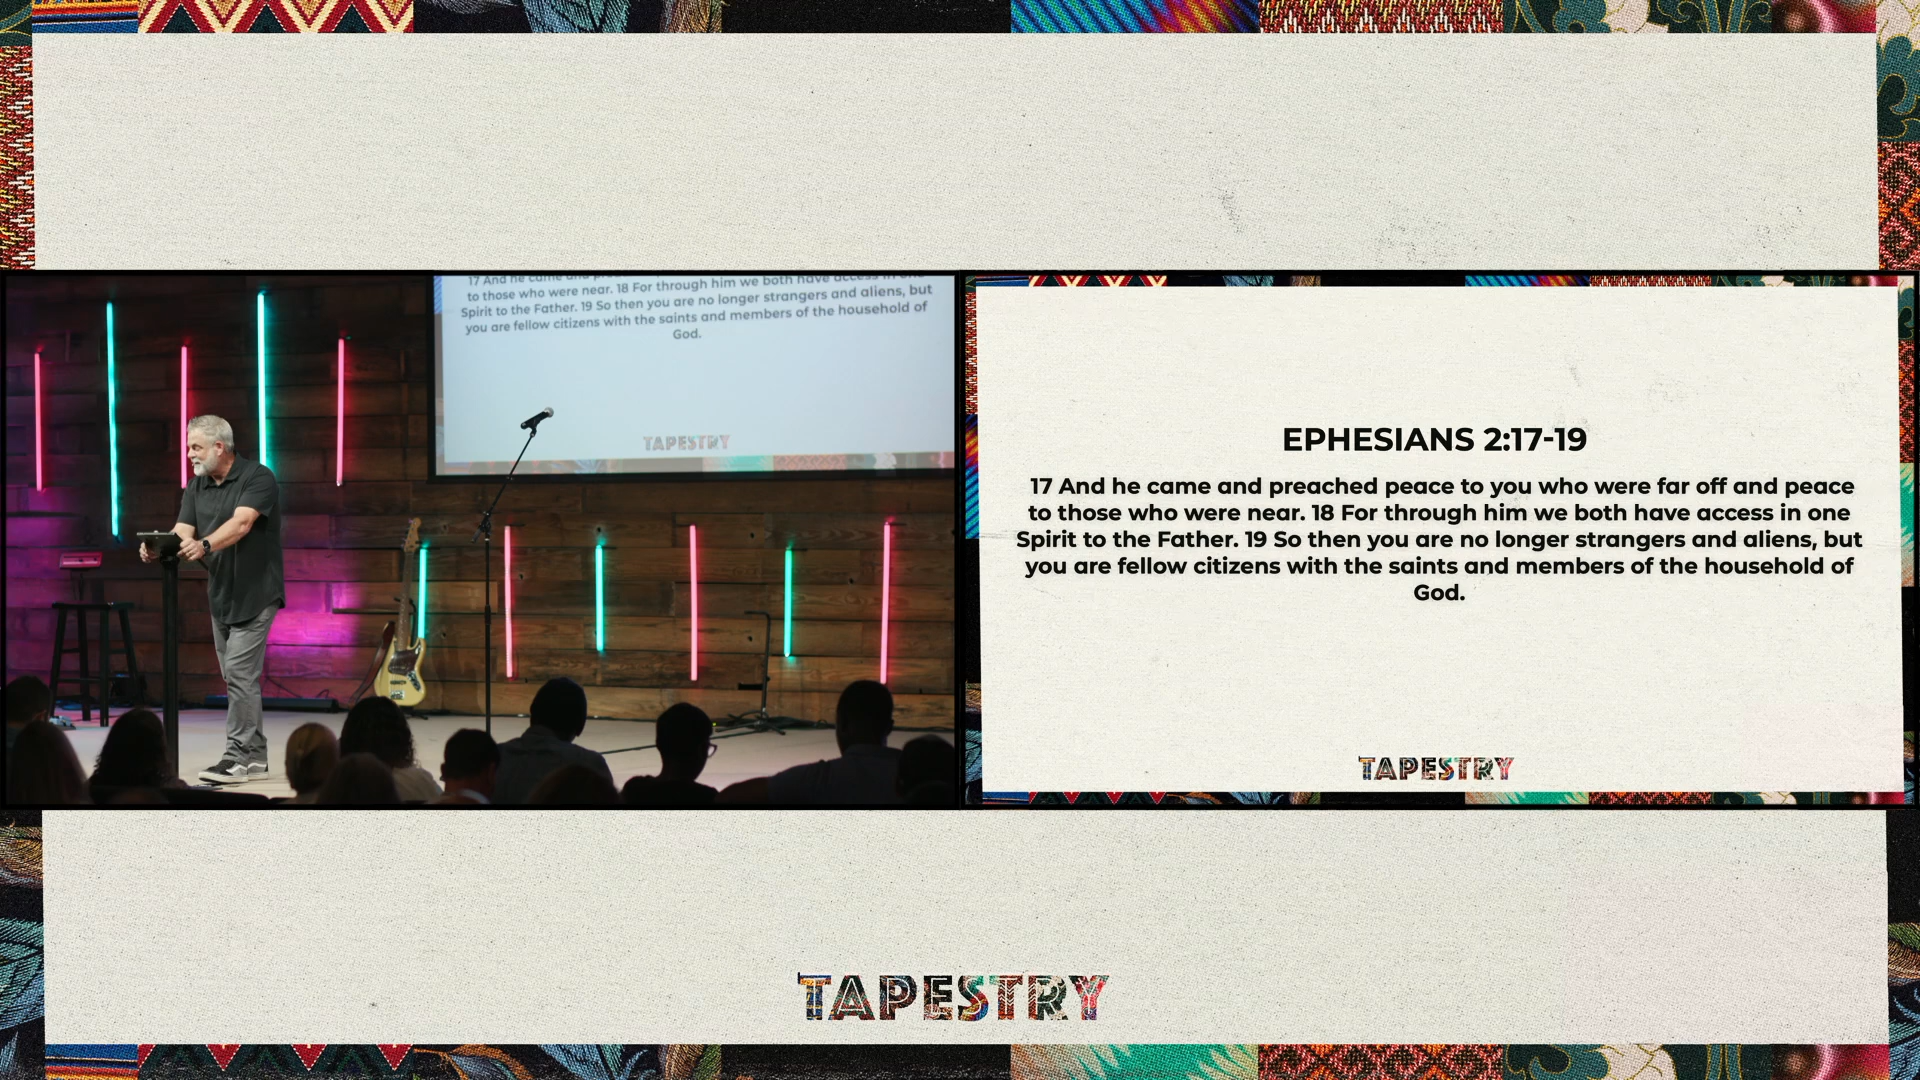 17 And he came and
to those who were near. 18 For through him we both have access in one
Spirit to the Father. 19 So then you are no longer strangers and aliens, but
you are fellow citizens with the saints and members of the household of
God.
TAPESTRY
EPHESIANS 2:17-19
17 And he came and preached peace to you who were far off and peace
to those who were near. 18 For through him we both have access in one
Spirit to the Father. 19 So then you are no longer strangers and aliens, but
you are fellow citizens with the saints and members of the household of
God.
TAPESTRY
TAPESTRY